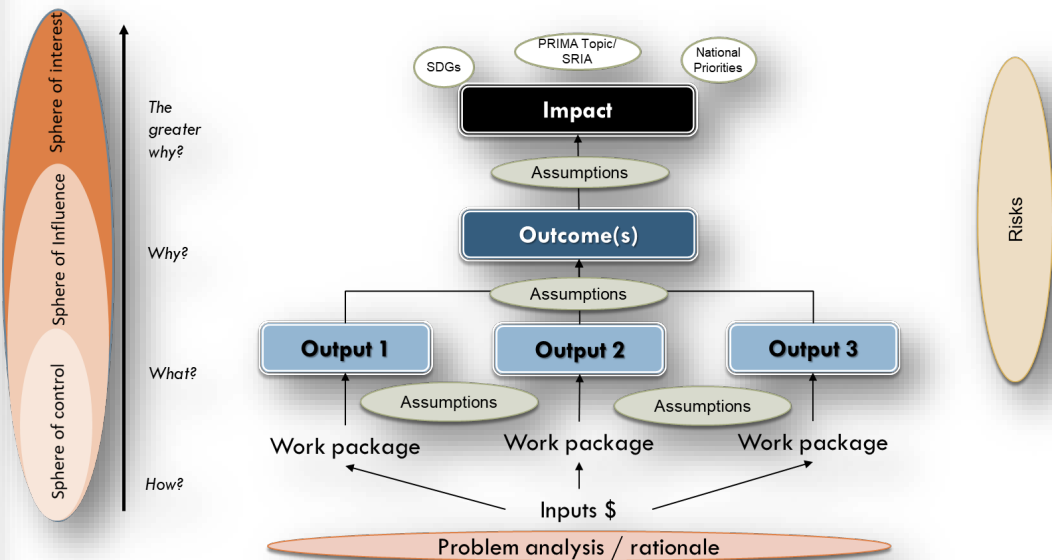 Sphere of interest
Sphere of Influence
Sphere of control
The
greater
why?
Why?
What?
How?
SDGs
PRIMA Topic/
SRIA
National
Priorities
Impact
Assumptions
Outcome(s)
Assumptions
Output 1
Output 2
Output 3
Assumptions
Assumptions
Work package
Work package
Work package
Inputs $
Problem analysis / rationale
Risks